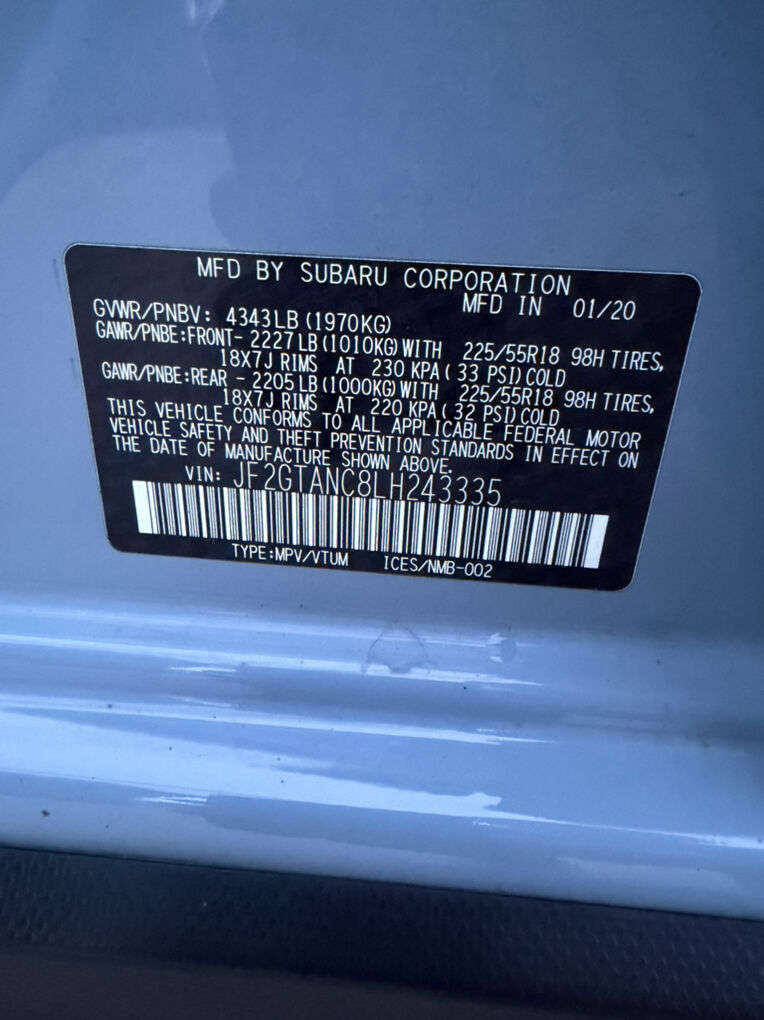 MFD BY SUBARU CORPORATION
MFD IN 01/20
GVWR/PNBV: 4343LB(1970KG)
GAWR/PNBE:FRONT- 2227LB(1010KG)WITH 225/55R18 98H TIRES,
18X7J RIMS AT 230 KPA( 33 PSI)COLD
GAWR/PNBE:REAR - 2205LB(1000KG)WITH 225/55R18 98H TIRES,
18X7J RIMS AT 220 KPA( 32 PSI)COLD
THIS VEHICLE CONFORMS TO ALL APPLICABLE FEDERAL MOTOR
VEHICLE SAFETY AND THEFT PREVENTION STANDARDS IN EFFECT ON
THE DATE OF MANUFACTURE SHOWN ABOVE.
VIN: JF2GTANC8LH243335
TYPE:MPV/VTUM ICES/NMB-002